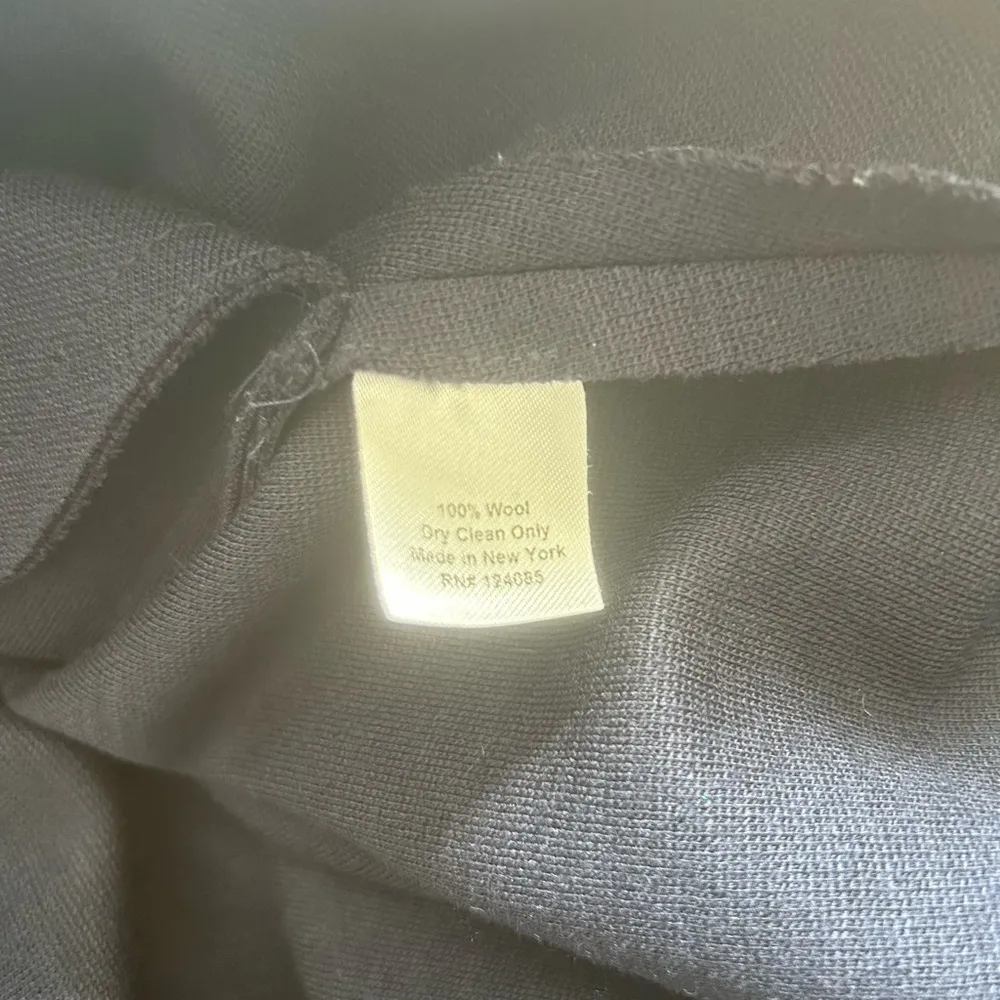 100% Wool
Dry Clean Only
Made in New York
RN# 124085